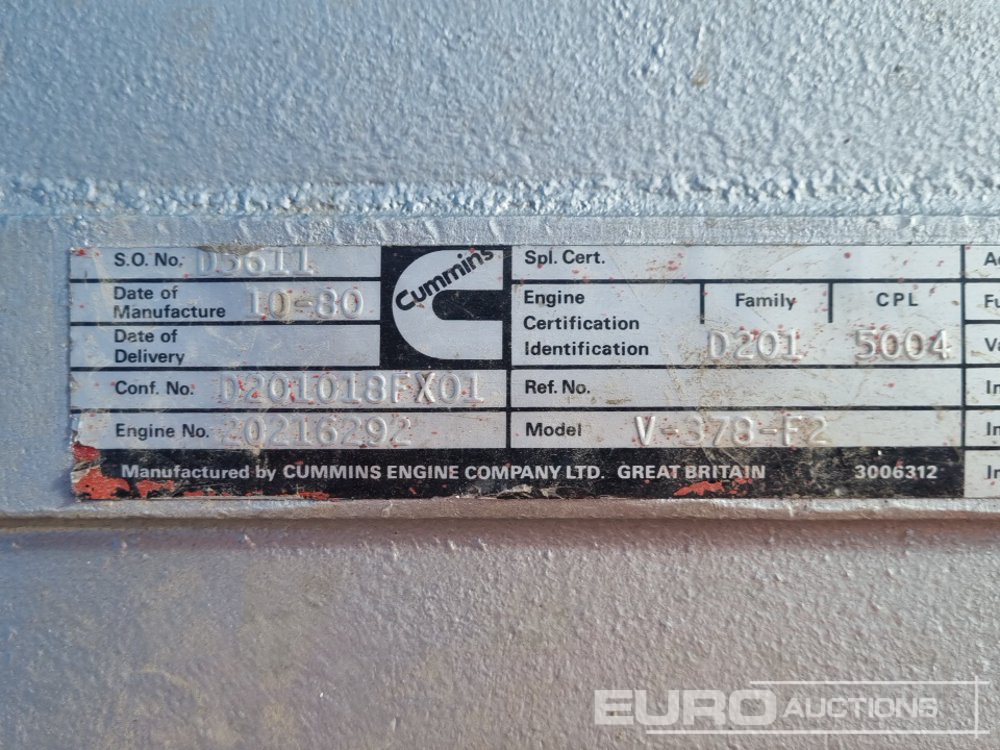 S.O. No. D5611
Date of Manufacture 10-80
Date of Delivery
Conf. No. D201018FX01
Engine No. 20216292
Cummins
Spl. Cert.
Engine Certification Identification
Family D201
CPL 5004
Ref. No.
Model V-378-F2
Manufactured by CUMMINS ENGINE COMPANY LTD. GREAT BRITAIN 3006312
EURO AUCTIONS